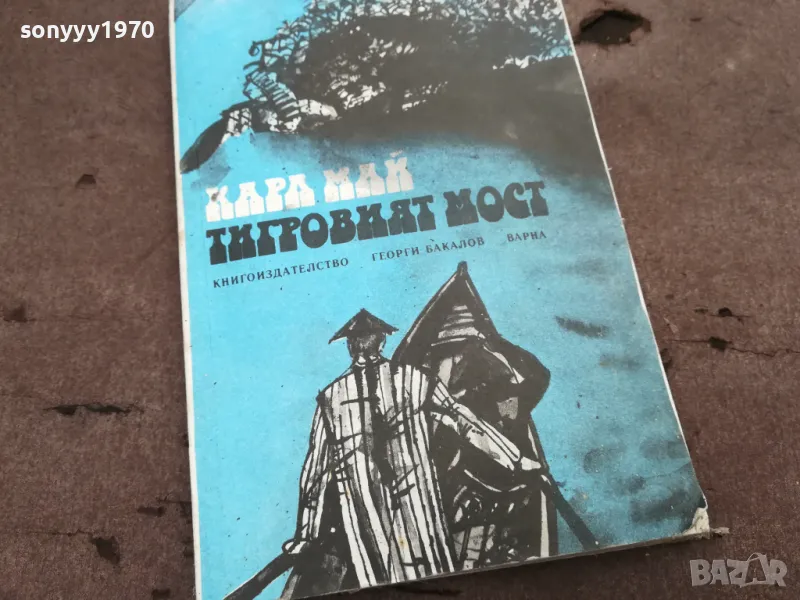 sonyyy1970
КАРЛ МАЙ
ТИГРОВИЯТ МОСТ
КНИГОИЗДАТЕЛСТВО ГЕОРГИ БАКАЛОВ ВАРНА
BAZAR